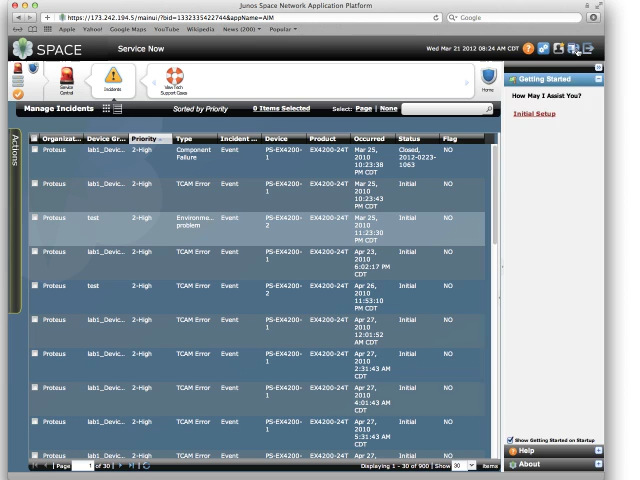 Junos Space Network Application Platform
https://173.242.194.5/mainui/?bid=1332335422744&appName=AIM
Google
Apple Yahoo! Google Maps YouTube Wikipedia News (200) Popular
SPACE Service Now Wed Mar 21 2012 08:24 AM CDT
Service Central
Incidents
View Tech Support Cases
Home
Manage Incidents Sorted by Priority 0 Items Selected Select: Page | None
Actions
Organizat... Device Gr... Priority Type Incident ... Device Product Occurred Status Flag
Proteus lab1_Devic... 2-High Component Failure Event PS-EX4200-1 EX4200-24T Mar 25, 2010 10:23:38 PM CDT Closed, 2012-0223-1063 NO
Proteus lab1_Devic... 2-High TCAM Error Event PS-EX4200-1 EX4200-24T Mar 25, 2010 10:23:43 PM CDT Initial NO
Proteus test 2-High Environme... problem Event PS-EX4200-2 EX4200-24T Mar 25, 2010 11:23:30 PM CDT Initial NO
Proteus lab1_Devic... 2-High TCAM Error Event PS-EX4200-1 EX4200-24T Apr 23, 2010 6:02:17 PM CDT Initial NO
Proteus test 2-High TCAM Error Event PS-EX4200-2 EX4200-24T Apr 26, 2010 11:53:10 PM CDT Initial NO
Proteus lab1_Devic... 2-High TCAM Error Event PS-EX4200-1 EX4200-24T Apr 27, 2010 12:01:52 AM CDT Initial NO
Proteus lab1_Devic... 2-High TCAM Error Event PS-EX4200-1 EX4200-24T Apr 27, 2010 2:31:43 AM CDT Initial NO
Proteus lab1_Devic... 2-High TCAM Error Event PS-EX4200-1 EX4200-24T Apr 27, 2010 4:01:43 AM CDT Initial NO
Proteus lab1_Devic... 2-High TCAM Error Event PS-EX4200-1 EX4200-24T Apr 27, 2010 5:31:43 AM CDT Initial NO
Proteus lab1_Devic... 2-High TCAM Error Event PS-EX4200- EX4200-24T Apr 27, 2010 Initial NO
Page 1 of 30 | Displaying 1 - 30 of 900 | Show 30 items
Getting Started
How May I Assist You?
Initial Setup
Show Getting Started on Startup
Help
About